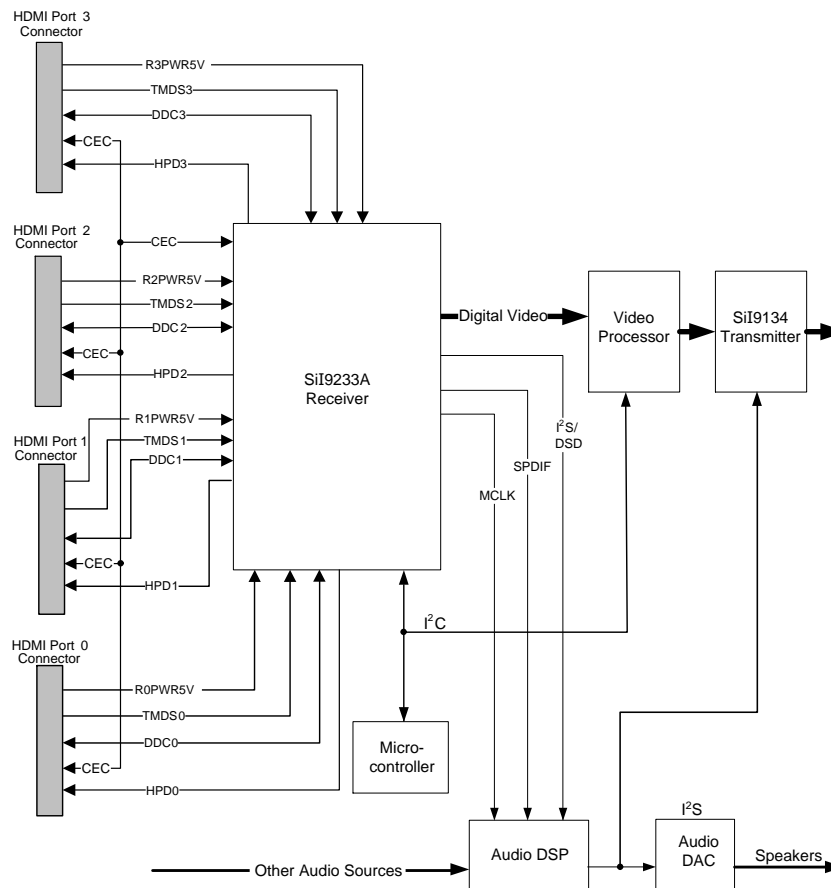 HDMI Port 3
Connector
R3PWR5V
TMDS3
DDC3
CEC
HPD3
HDMI Port 2
Connector
CEC
R2PWR5V
TMDS2
DDC2
CEC
HPD2
HDMI Port 1
Connector
R1PWR5V
TMDS1
DDC1
CEC
HPD1
HDMI Port 0
Connector
R0PWR5V
TMDS0
DDC0
CEC
HPD0
SiI9233A
Receiver
Digital Video
Video
Processor
SiI9134
Transmitter
I²S/
DSD
SPDIF
MCLK
I²C
Micro-
controller
Other Audio Sources
Audio DSP
I²S
Audio
DAC
Speakers